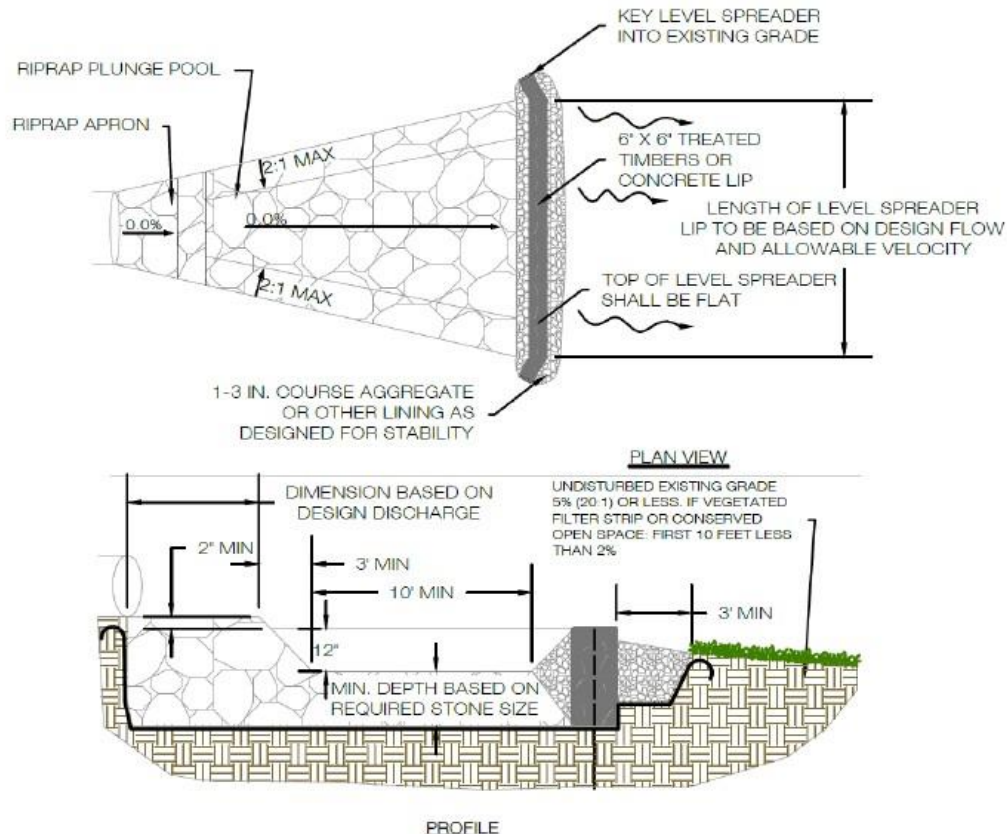 KEY LEVEL SPREADER
INTO EXISTING GRADE
RIPRAP PLUNGE POOL
RIPRAP APRON
2:1 MAX
6" X 6" TREATED
TIMBERS OR
CONCRETE LIP
0.0%
0.0%
LENGTH OF LEVEL SPREADER
LIP TO BE BASED ON DESIGN FLOW
AND ALLOWABLE VELOCITY
2:1 MAX
TOP OF LEVEL SPREADER
SHALL BE FLAT
1-3 IN. COURSE AGGREGATE
OR OTHER LINING AS
DESIGNED FOR STABILITY
PLAN VIEW
DIMENSION BASED ON
DESIGN DISCHARGE
UNDISTURBED EXISTING GRADE
5% (20:1) OR LESS. IF VEGETATED
FILTER STRIP OR CONSERVED
OPEN SPACE: FIRST 10 FEET LESS
THAN 2%
2" MIN
3' MIN
10' MIN
3' MIN
12"
MIN. DEPTH BASED ON
REQUIRED STONE SIZE
PROFILE